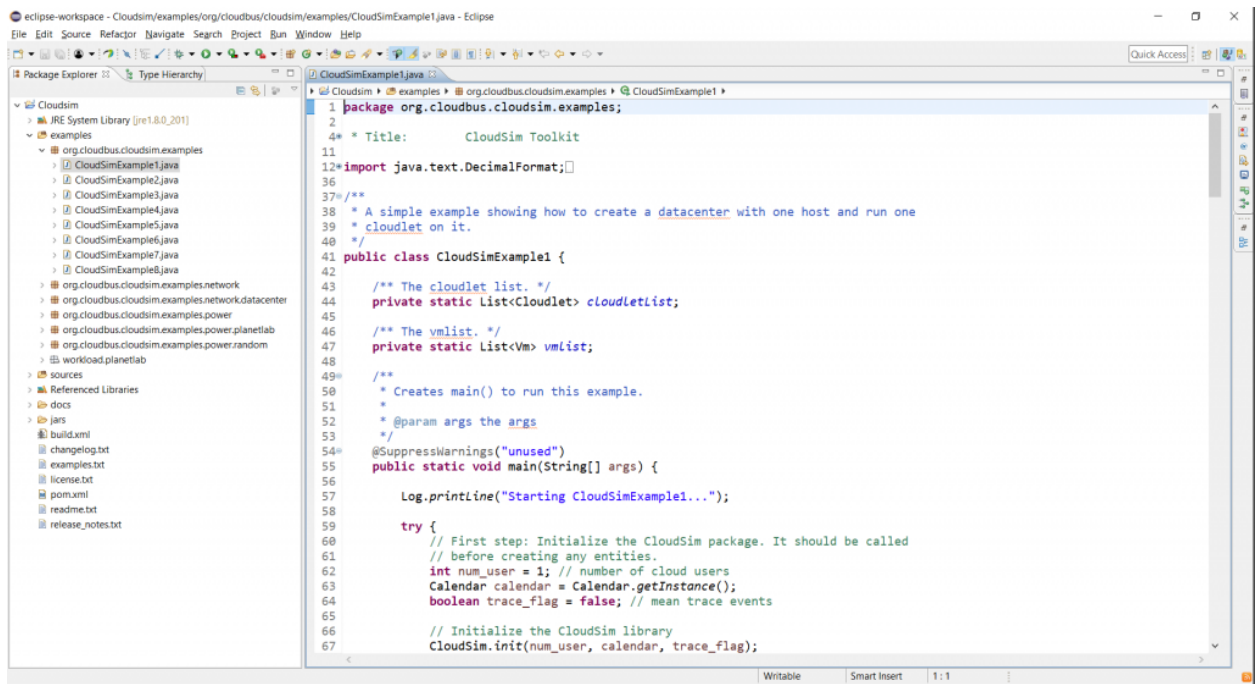 eclipse-workspace - Cloudsim/examples/org/cloudbus/cloudsim/examples/CloudSimExample1.java - Eclipse
File Edit Source Refactor Navigate Search Project Run Window Help
Quick Access
Package Explorer Type Hierarchy
Cloudsim
JRE System Library [jre1.8.0_201]
examples
org.cloudbus.cloudsim.examples
CloudSimExample1.java
CloudSimExample2.java
CloudSimExample3.java
CloudSimExample4.java
CloudSimExample5.java
CloudSimExample6.java
CloudSimExample7.java
CloudSimExample8.java
org.cloudbus.cloudsim.examples.network
org.cloudbus.cloudsim.examples.network.datacenter
org.cloudbus.cloudsim.examples.power
org.cloudbus.cloudsim.examples.power.planetlab
org.cloudbus.cloudsim.examples.power.random
workload.planetlab
sources
Referenced Libraries
docs
jars
build.xml
changelog.txt
examples.txt
license.txt
pom.xml
readme.txt
release_notes.txt
CloudSimExample1.java
Cloudsim examples org.cloudbus.cloudsim.examples CloudSimExample1
1 package org.cloudbus.cloudsim.examples;
2
4 * Title: CloudSim Toolkit
11
12 import java.text.DecimalFormat;
36
37 /**
38 * A simple example showing how to create a datacenter with one host and run one
39 * cloudlet on it.
40 */
41 public class CloudSimExample1 {
42
43 /** The cloudlet list. */
44 private static List<Cloudlet> cloudletList;
45
46 /** The vmlist. */
47 private static List<Vm> vmlist;
48
49 /**
50 * Creates main() to run this example.
51 *
52 * @param args the args
53 */
54 @SuppressWarnings("unused")
55 public static void main(String[] args) {
56
57 Log.printLine("Starting CloudSimExample1...");
58
59 try {
60 // First step: Initialize the CloudSim package. It should be called
61 // before creating any entities.
62 int num_user = 1; // number of cloud users
63 Calendar calendar = Calendar.getInstance();
64 boolean trace_flag = false; // mean trace events
65
66 // Initialize the CloudSim library
67 CloudSim.init(num_user, calendar, trace_flag);
Writable Smart Insert 1 : 1